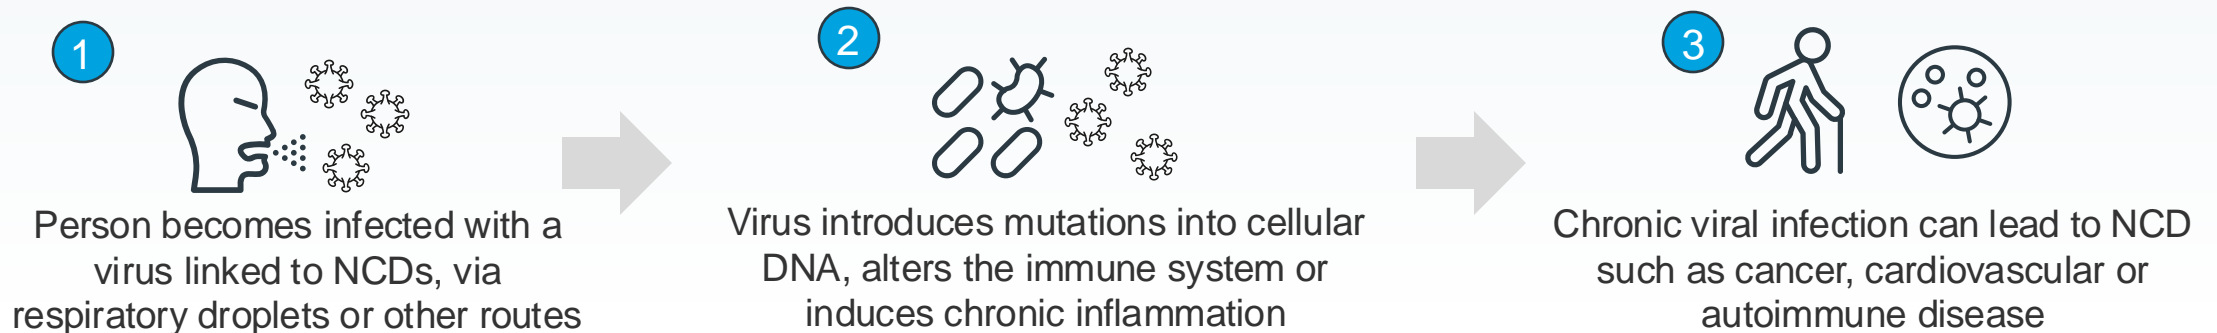 1
Person becomes infected with a
virus linked to NCDs, via
respiratory droplets or other routes
2
Virus introduces mutations into cellular
DNA, alters the immune system or
induces chronic inflammation
3
Chronic viral infection can lead to NCD
such as cancer, cardiovascular or
autoimmune disease